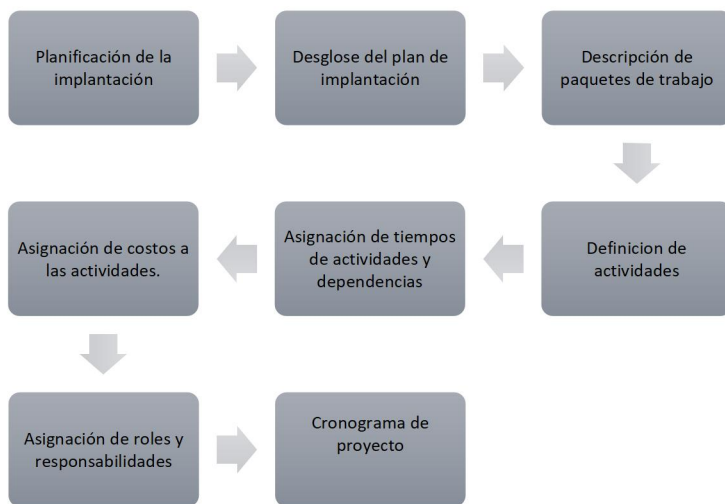 Planificación de la
implantación
Desglose del plan de
implantación
Descripción de
paquetes de trabajo
Definicion de
actividades
Asignación de tiempos
de actividades y
dependencias
Asignación de costos a
las actividades.
Asignación de roles y
responsabilidades
Cronograma de
proyecto